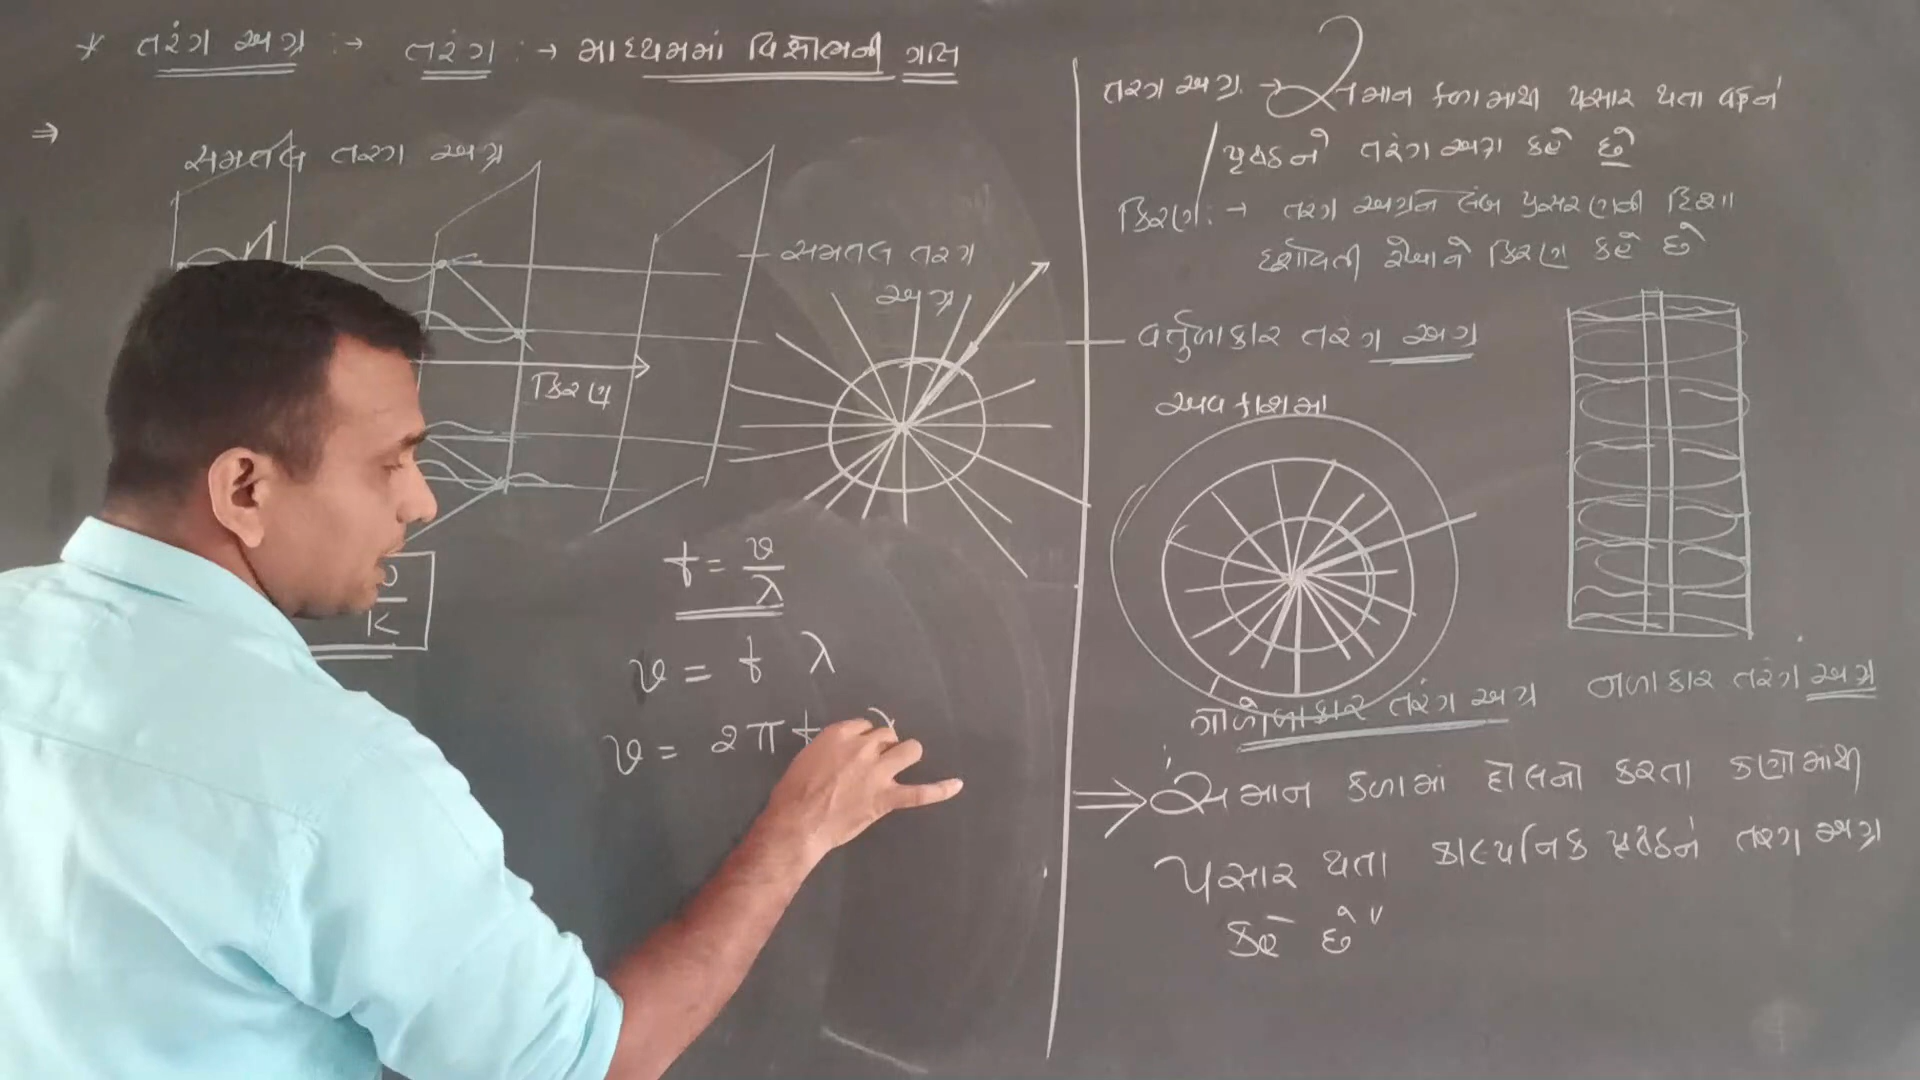 * તરંગ અગ્ર :→ તરંગ :→ માધ્યમમાં વિક્ષોભની ગતિ
⇒
સમતલ તરંગ અગ્ર
સમતલ તરંગ
અગ્ર
કિરણ
f = v/λ
v = f λ
v = 2π f
K
તરંગ અગ્ર → સમાન કળામાથી પસાર થતા વક્રને
પૃષ્ઠને તરંગ અગ્ર કહે છે
કિરણ :→ તરંગ અગ્રને લંબ પ્રસરણની દિશા
દર્શાવતી રેખાને કિરણ કહે છે
વર્તુળાકાર તરંગ અગ્ર
અવકાશમા
ગોળાકાર તરંગ અગ્ર
નળાકાર તરંગ અગ્ર
⇒ સમાન કળામાં દોલનો કરતા કણોમાંથી
પસાર થતા કાલ્પનિક પૃષ્ઠને તરંગ અગ્ર
કહે છે"